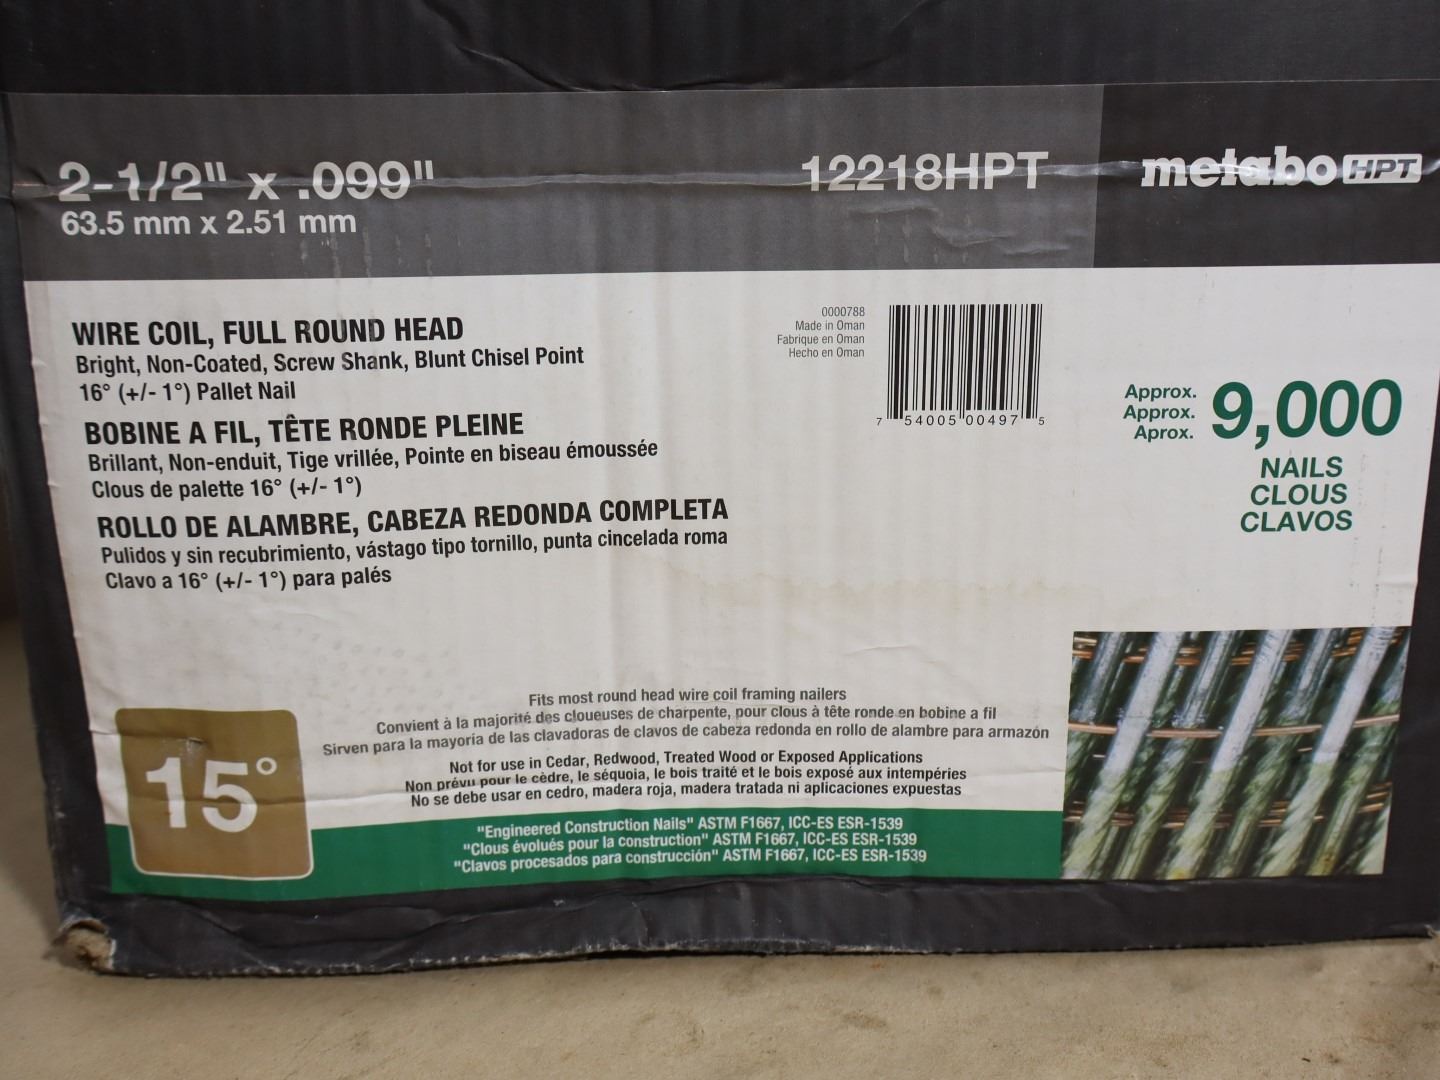 2-1/2" x .099"
63.5 mm x 2.51 mm
12218HPT
metabo HPT
WIRE COIL, FULL ROUND HEAD
Bright, Non-Coated, Screw Shank, Blunt Chisel Point
16° (+/- 1°) Pallet Nail
BOBINE A FIL, TÊTE RONDE PLEINE
Brillant, Non-enduit, Tige vrillée, Pointe en biseau émoussée
Clous de palette 16° (+/- 1°)
ROLLO DE ALAMBRE, CABEZA REDONDA COMPLETA
Pulidos y sin recubrimiento, vástago tipo tornillo, punta cincelada roma
Clavo a 16° (+/- 1°) para palés
0000788
Made in Oman
Fabrique en Oman
Hecho en Oman
7 54005 00497 5
Approx.
Approx.
Aprox.
9,000
NAILS
CLOUS
CLAVOS
15°
Fits most round head wire coil framing nailers
Convient à la majorité des cloueuses de charpente, pour clous à tête ronde en bobine a fil
Sirven para la mayoría de las clavadoras de clavos de cabeza redonda en rollo de alambre para armazón
Not for use in Cedar, Redwood, Treated Wood or Exposed Applications
Non prévu pour le cèdre, le séquoia, le bois traité et le bois exposé aux intempéries
No se debe usar en cedro, madera roja, madera tratada ni aplicaciones expuestas
"Engineered Construction Nails" ASTM F1667, ICC-ES ESR-1539
"Clous évolués pour la construction" ASTM F1667, ICC-ES ESR-1539
"Clavos procesados para construcción" ASTM F1667, ICC-ES ESR-1539